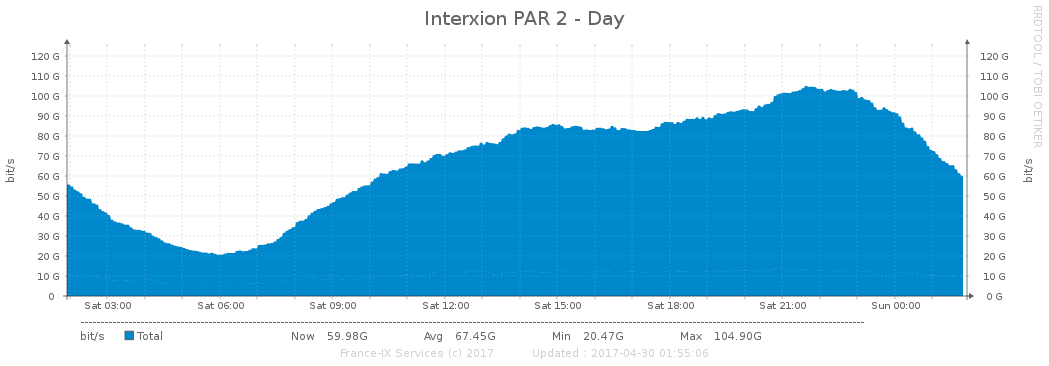 Interxion PAR 2 - Day
RRDTOOL / TOBI OETIKER
bit/s
120 G 120 G
110 G 110 G
100 G 100 G
90 G 90 G
80 G 80 G
70 G 70 G
60 G 60 G
50 G 50 G
40 G 40 G
30 G 30 G
20 G 20 G
10 G 10 G
0 0 G
bit/s
Sat 03:00 Sat 06:00 Sat 09:00 Sat 12:00 Sat 15:00 Sat 18:00 Sat 21:00 Sun 00:00
bit/s Total Now 59.98G Avg 67.45G Min 20.47G Max 104.90G
France-IX Services (c) 2017 Updated : 2017-04-30 01:55:06